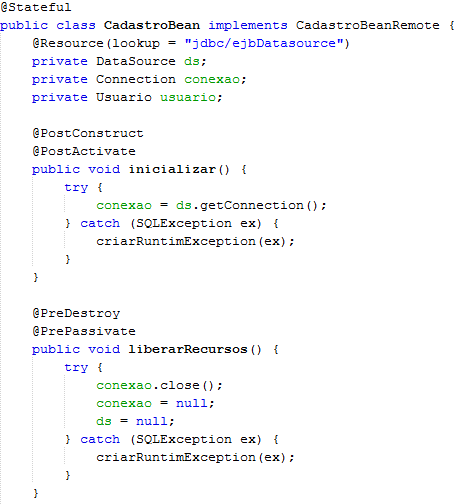 @Stateful
public class CadastroBean implements CadastroBeanRemote {
    @Resource(lookup = "jdbc/ejbDatasource")
    private DataSource ds;
    private Connection conexao;
    private Usuario usuario;

    @PostConstruct
    @PostActivate
    public void inicializar() {
        try {
            conexao = ds.getConnection();
        } catch (SQLException ex) {
            criarRuntimException(ex);
        }
    }

    @PreDestroy
    @PrePassivate
    public void liberarRecursos() {
        try {
            conexao.close();
            conexao = null;
            ds = null;
        } catch (SQLException ex) {
            criarRuntimException(ex);
        }
    }